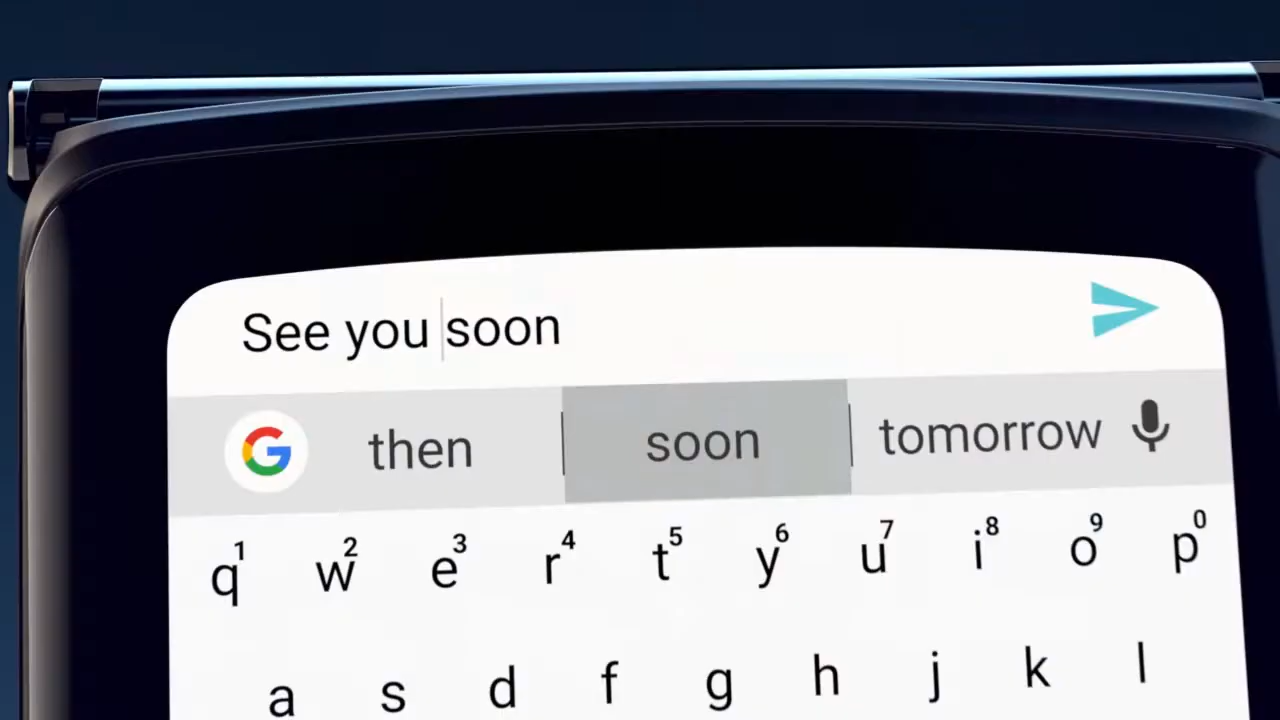 See you soon
then soon tomorrow
q1 w2 e3 r4 t5 y6 u7 i8 o9 p0
a s d f g h j k l